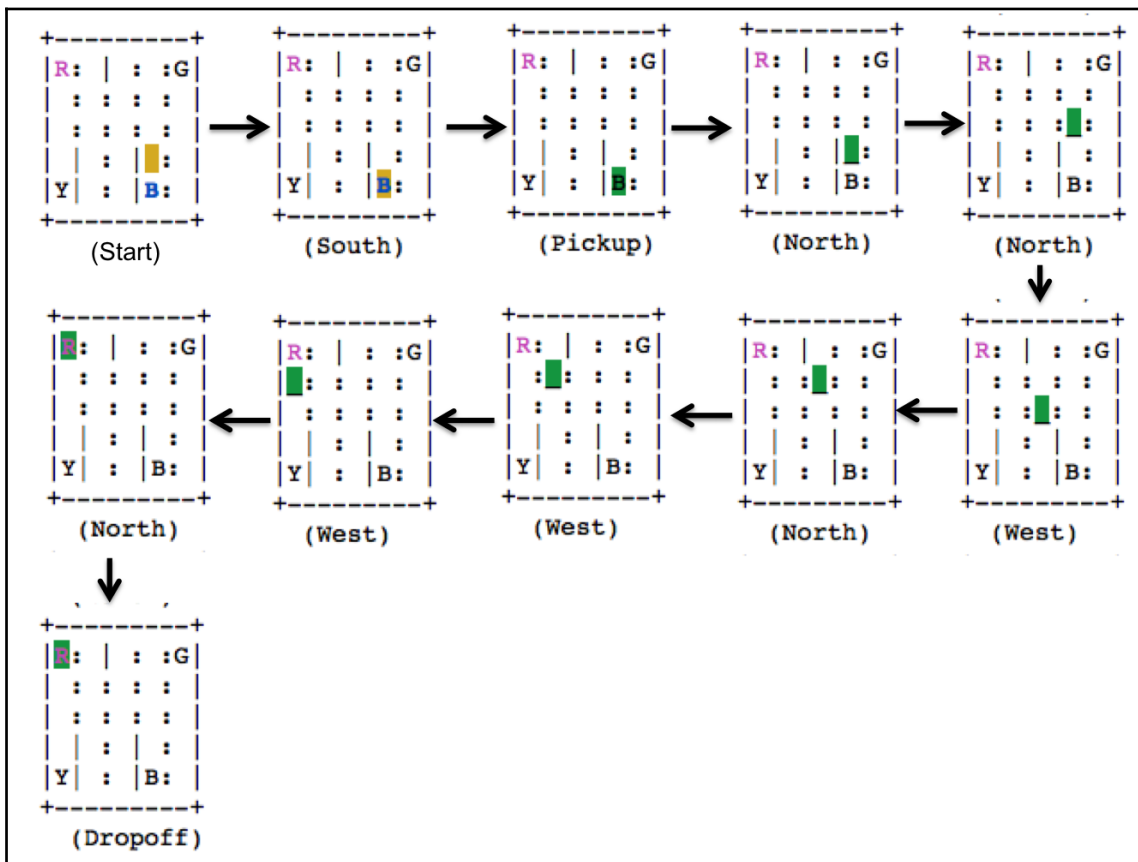 +---------+
|R: | : :G|
| : : : : |
| : : : : |
| | : | : |
|Y| : |B: |
+---------+
(Start)
+---------+
|R: | : :G|
| : : : : |
| : : : : |
| | : | : |
|Y| : |B: |
+---------+
(South)
+---------+
|R: | : :G|
| : : : : |
| : : : : |
| | : | : |
|Y| : |B: |
+---------+
(Pickup)
+---------+
|R: | : :G|
| : : : : |
| : : : : |
| | : |_: |
|Y| : |B: |
+---------+
(North)
+---------+
|R: | : :G|
| : : : : |
| : : :_: |
| | : | : |
|Y| : |B: |
+---------+
(North)
+---------+
|R: | : :G|
| : : : : |
| : :_: : |
| | : | : |
|Y| : |B: |
+---------+
(West)
+---------+
|R: | : :G|
| : :_: : |
| : : : : |
| | : | : |
|Y| : |B: |
+---------+
(North)
+---------+
|R: | : :G|
| :_: : : |
| : : : : |
| | : | : |
|Y| : |B: |
+---------+
(West)
+---------+
|R: | : :G|
|_: : : : |
| : : : : |
| | : | : |
|Y| : |B: |
+---------+
(West)
+---------+
|R: | : :G|
| : : : : |
| : : : : |
| | : | : |
|Y| : |B: |
+---------+
(North)
+---------+
|R: | : :G|
| : : : : |
| : : : : |
| | : | : |
|Y| : |B: |
+---------+
(Dropoff)